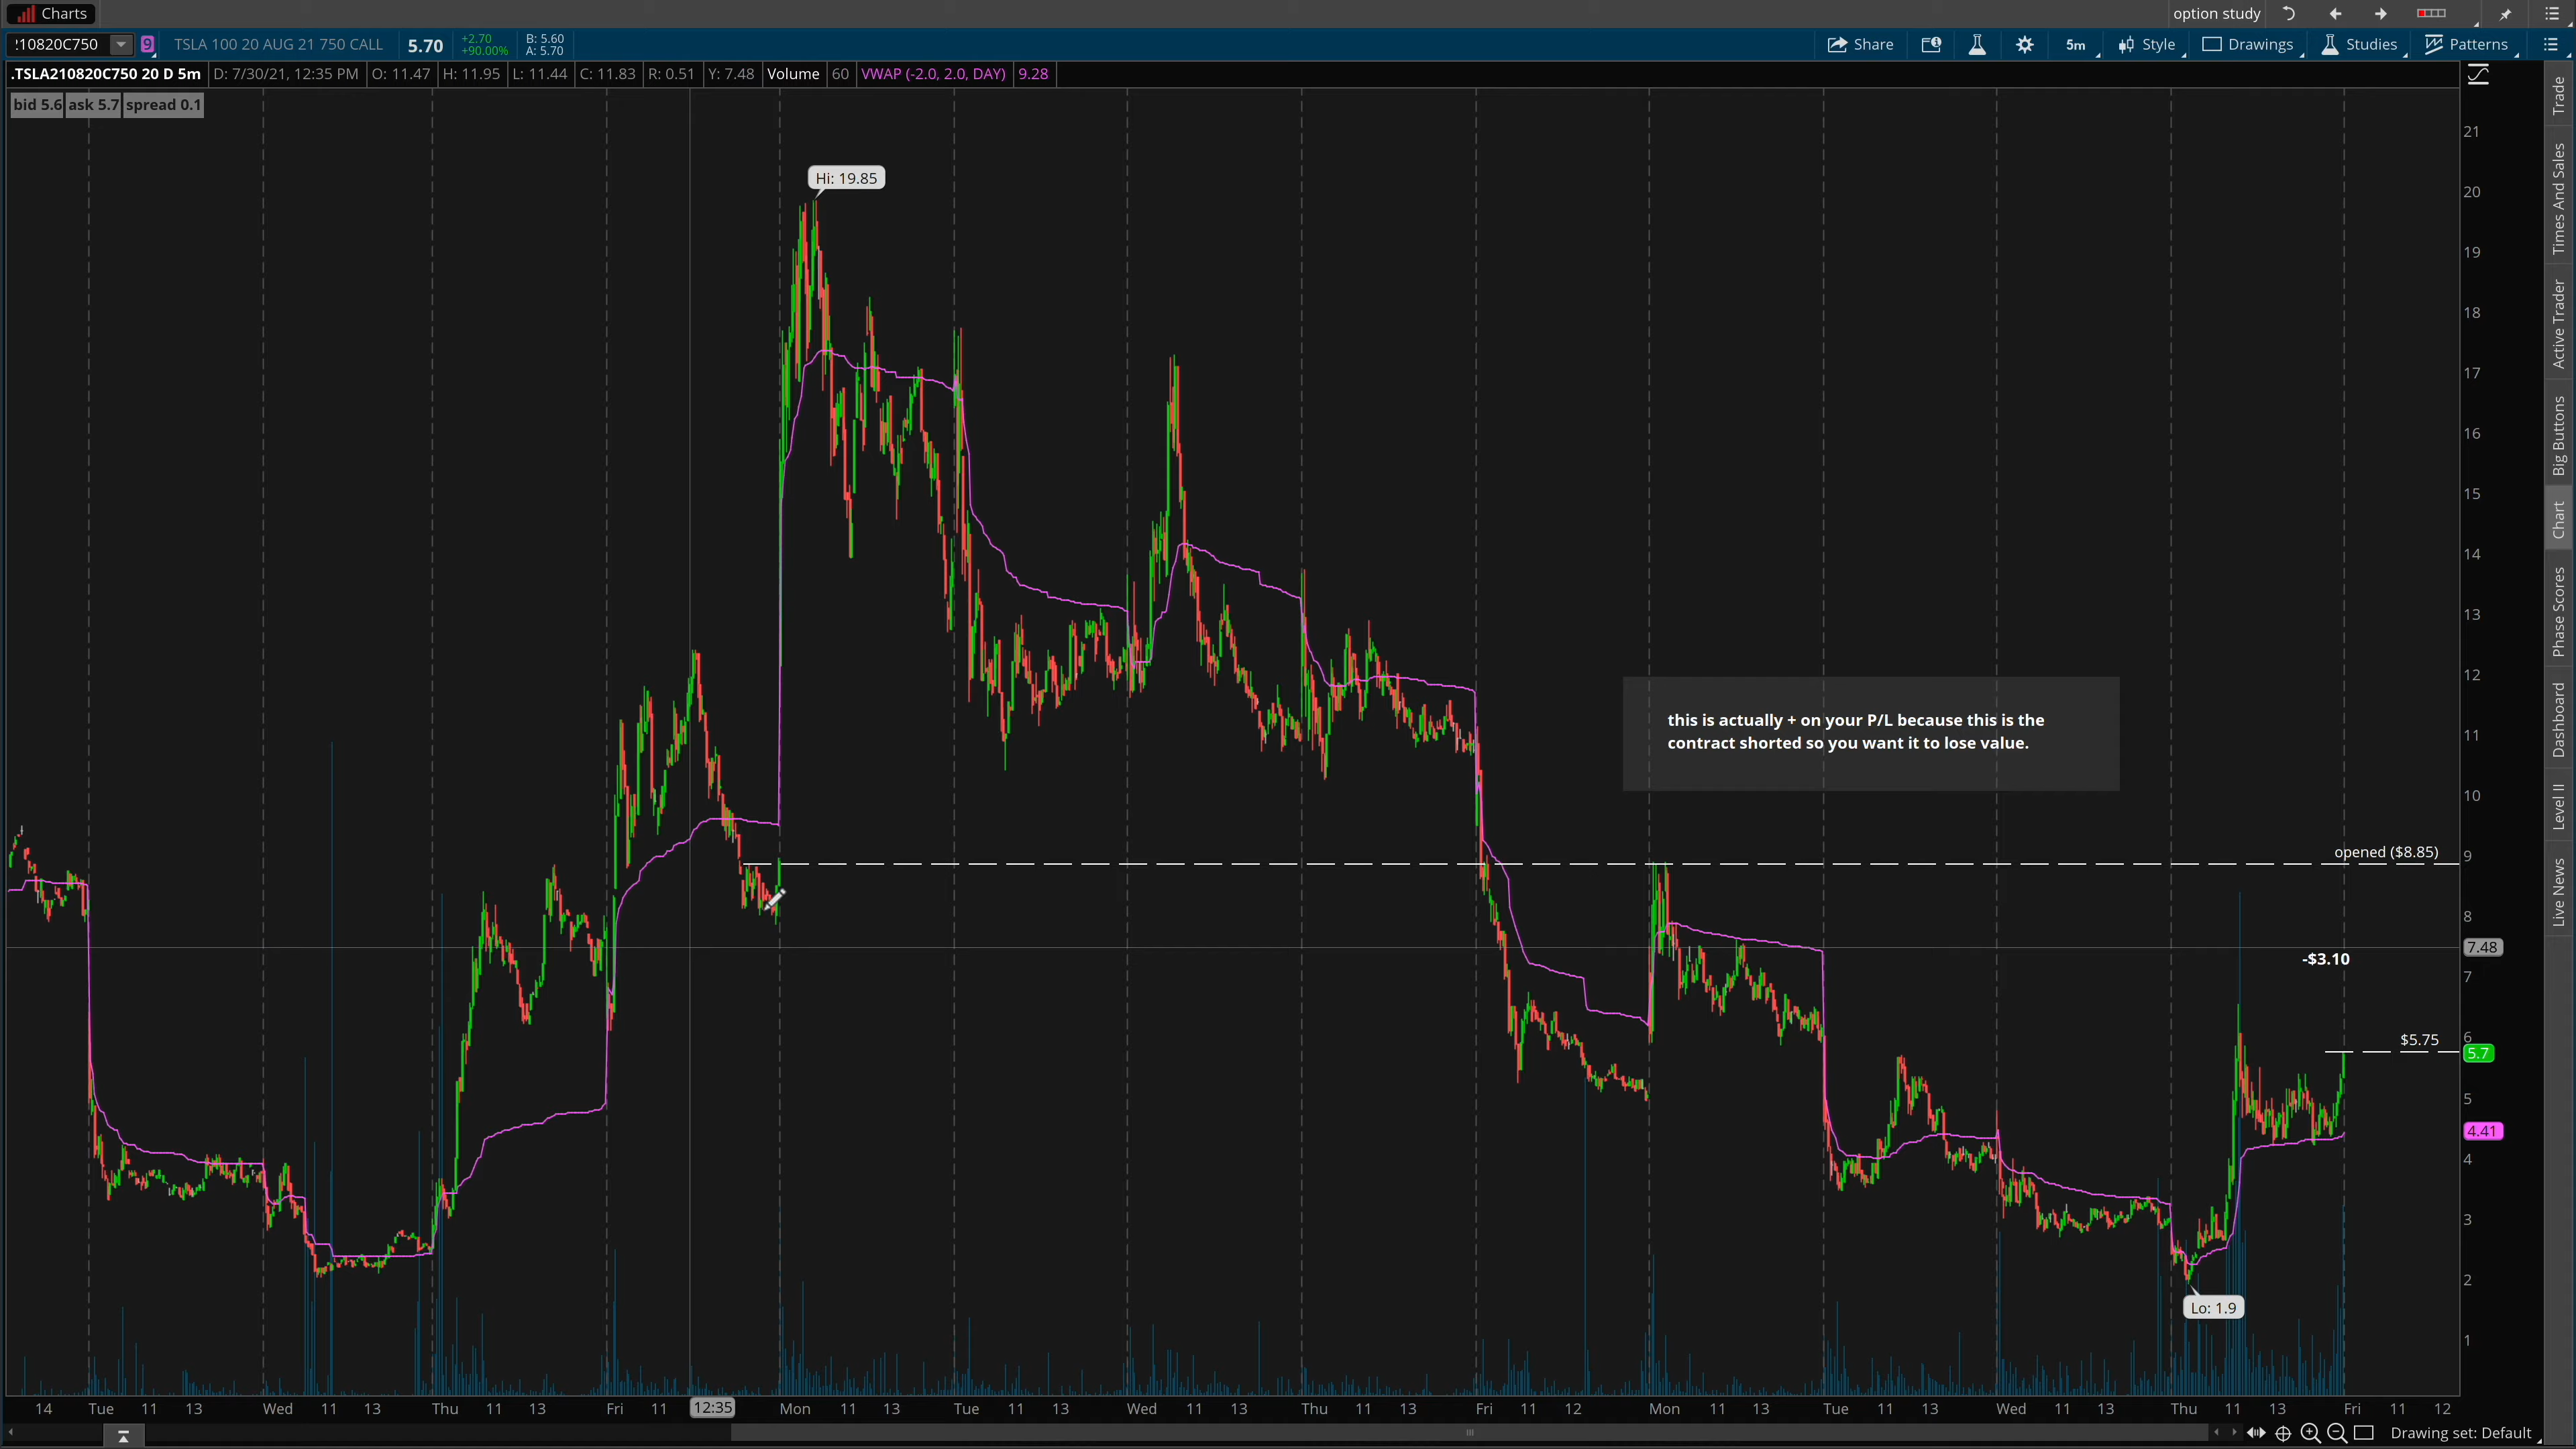 Charts
option study
:10820C750
9
TSLA 100 20 AUG 21 750 CALL
5.70
+2.70
+90.00%
B: 5.60
A: 5.70
Share
5m
Style
Drawings
Studies
Patterns
.TSLA210820C750 20 D 5m
D: 7/30/21, 12:35 PM
O: 11.47
H: 11.95
L: 11.44
C: 11.83
R: 0.51
Y: 7.48
Volume
60
VWAP (-2.0, 2.0, DAY)
9.28
bid 5.6
ask 5.7
spread 0.1
Hi: 19.85
this is actually + on your P/L because this is the
contract shorted so you want it to lose value.
opened ($8.85)
-$3.10
$5.75
Lo: 1.9
21
20
19
18
17
16
15
14
13
12
11
10
9
8
7.48
7
6
5.7
5
4.41
4
3
2
1
14 Tue 11 13 Wed 11 13 Thu 11 13 Fri 11 12:35 Mon 11 13 Tue 11 13 Wed 11 13 Thu 11 13 Fri 11 12 Mon 11 13 Tue 11 13 Wed 11 13 Thu 11 13 Fri 11 12
Drawing set: Default
Trade
Times And Sales
Active Trader
Big Buttons
Chart
Phase Scores
Dashboard
Level II
Live News